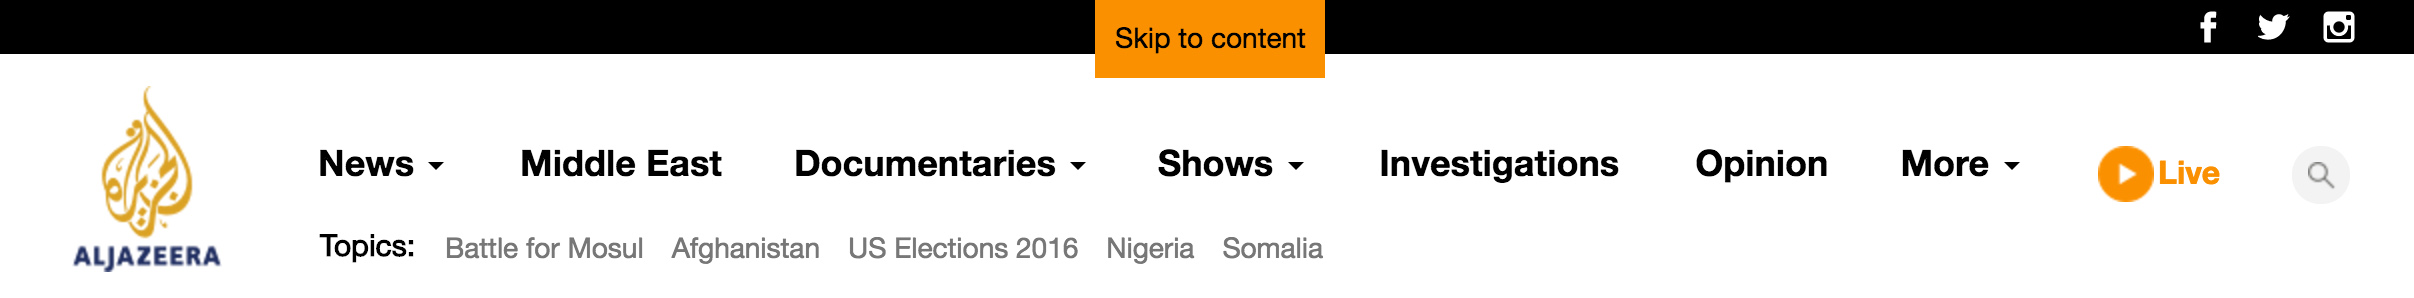 Skip to content
News Middle East Documentaries Shows Investigations Opinion More Live
Topics: Battle for Mosul Afghanistan US Elections 2016 Nigeria Somalia
الجزيرة
ALJAZEERA